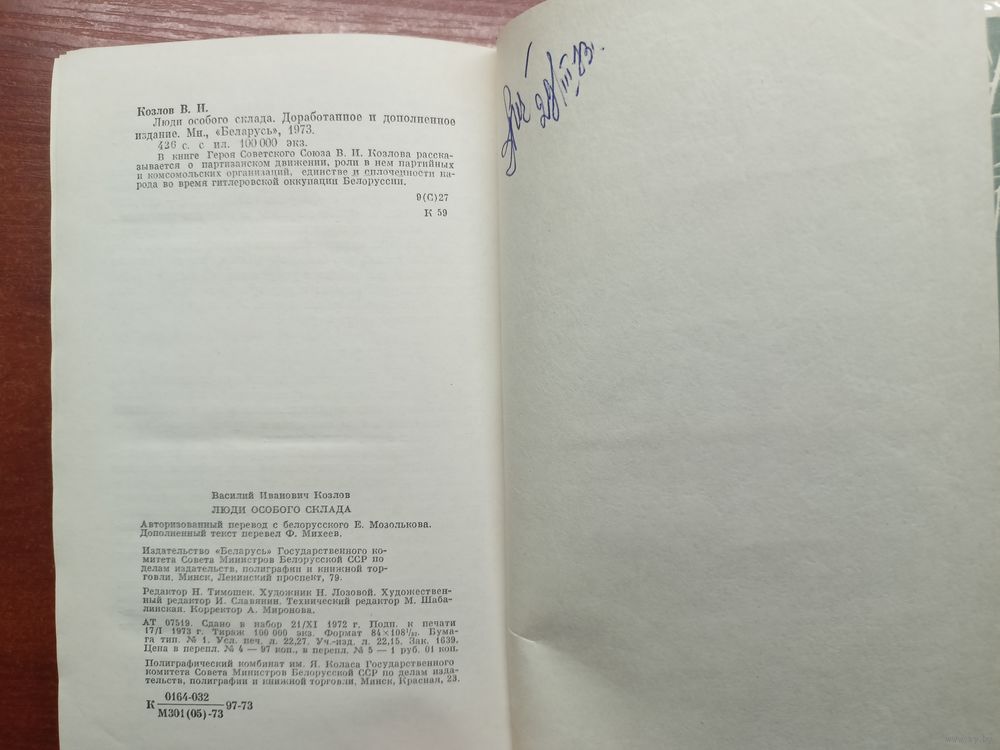 Козлов В. И.
Люди особого склада. Доработанное и дополненное
издание. Мн., «Беларусь», 1973.
426 с. с ил. 100 000 экз.
В книге Героя Советского Союза В. И. Козлова расска-
зывается о партизанском движении, роли в нем партийных
и комсомольских организаций, единстве и сплоченности на-
рода во время гитлеровской оккупации Белоруссии.
9(С)27
К 59
28/III 73.
Василий Иванович Козлов
ЛЮДИ ОСОБОГО СКЛАДА
Авторизованный перевод с белорусского Е. Мозолькова.
Дополненный текст перевел Ф. Михеев.
Издательство «Беларусь» Государственного ко-
митета Совета Министров Белорусской ССР по
делам издательств, полиграфии и книжной тор-
говли. Минск, Ленинский проспект, 79.
Редактор Н. Тимошек. Художник Н. Лозовой. Художествен-
ный редактор И. Славянин. Технический редактор М. Шаба-
линская. Корректор А. Миронова.
АТ 07519. Сдано в набор 21/XI 1972 г. Подп. к печати
17/I 1973 г. Тираж 100 000 экз. Формат 84×108¹/₃₂. Бума-
га тип. № 1. Усл. печ. л. 22,27. Уч.-изд. л. 22,15. Зак. 1639.
Цена в перепл. № 4 — 97 коп., в перепл. № 5 — 1 руб. 01 коп.
Полиграфический комбинат им. Я. Коласа Государственного
комитета Совета Министров Белорусской ССР по делам изда-
тельств, полиграфии и книжной торговли. Минск, Красная, 23.
0164-032
К 97-73
М301(05)-73